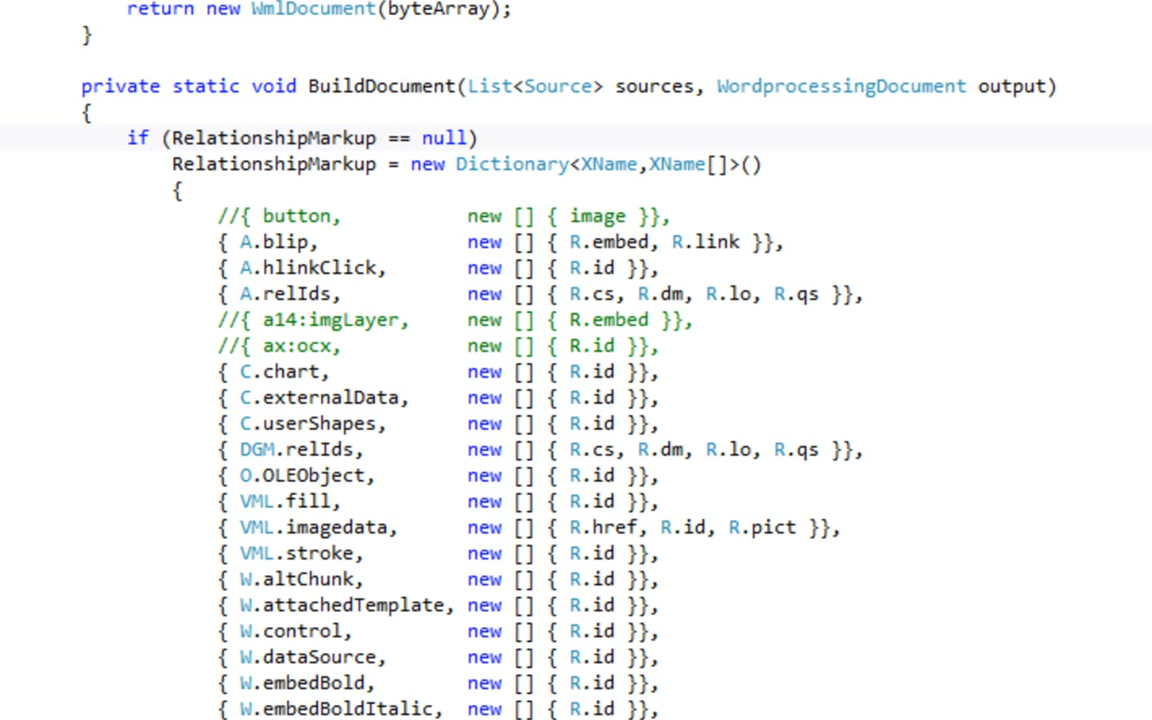 return new WmlDocument(byteArray);
}
private static void BuildDocument(List<Source> sources, WordprocessingDocument output)
{
if (RelationshipMarkup == null)
RelationshipMarkup = new Dictionary<XName,XName[]>()
{
//{ button,           new [] { image }},
{ A.blip,             new [] { R.embed, R.link }},
{ A.hlinkClick,       new [] { R.id }},
{ A.relIds,           new [] { R.cs, R.dm, R.lo, R.qs }},
//{ a14:imgLayer,     new [] { R.embed }},
//{ ax:ocx,           new [] { R.id }},
{ C.chart,            new [] { R.id }},
{ C.externalData,     new [] { R.id }},
{ C.userShapes,       new [] { R.id }},
{ DGM.relIds,         new [] { R.cs, R.dm, R.lo, R.qs }},
{ O.OLEObject,        new [] { R.id }},
{ VML.fill,           new [] { R.id }},
{ VML.imagedata,      new [] { R.href, R.id, R.pict }},
{ VML.stroke,         new [] { R.id }},
{ W.altChunk,         new [] { R.id }},
{ W.attachedTemplate, new [] { R.id }},
{ W.control,          new [] { R.id }},
{ W.dataSource,       new [] { R.id }},
{ W.embedBold,        new [] { R.id }},
{ W.embedBoldItalic,  new [] { R.id }},